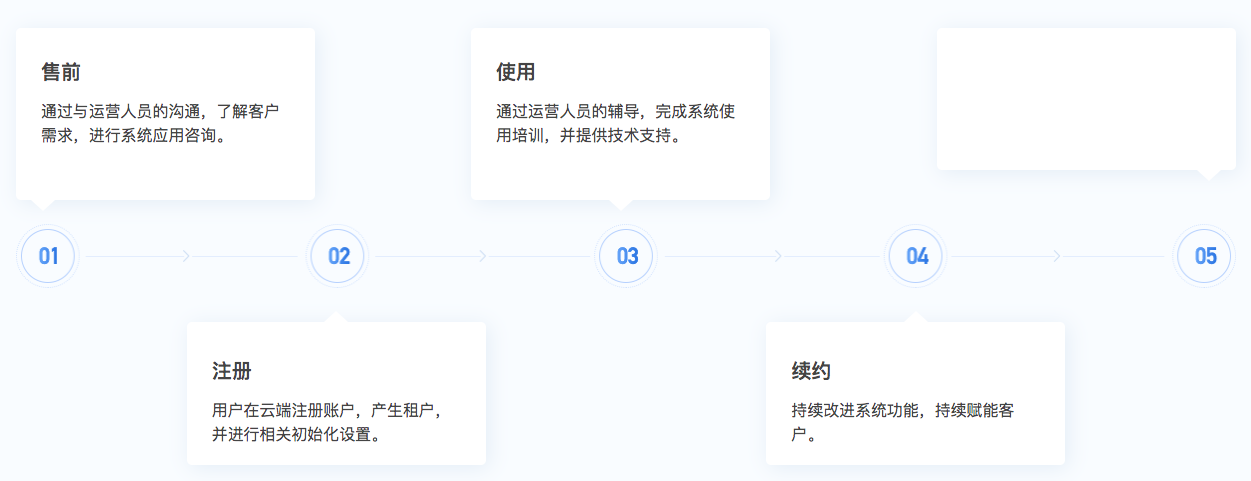 售前
通过与运营人员的沟通，了解客户
需求，进行系统应用咨询。
使用
通过运营人员的辅导，完成系统使
用培训，并提供技术支持。
01
02
03
04
05
注册
用户在云端注册账户，产生租户，
并进行相关初始化设置。
续约
持续改进系统功能，持续赋能客
户。